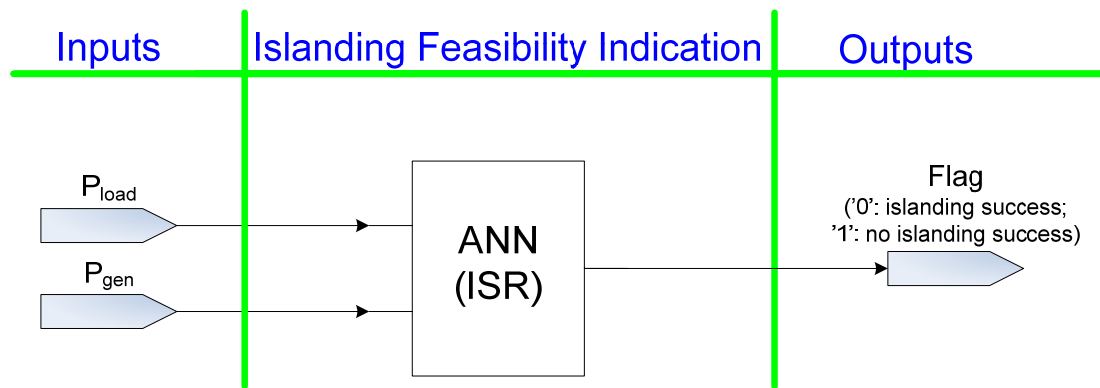 Inputs
Islanding Feasibility Indication
Outputs
Pload
Pgen
ANN
(ISR)
Flag
('0': islanding success;
'1': no islanding success)